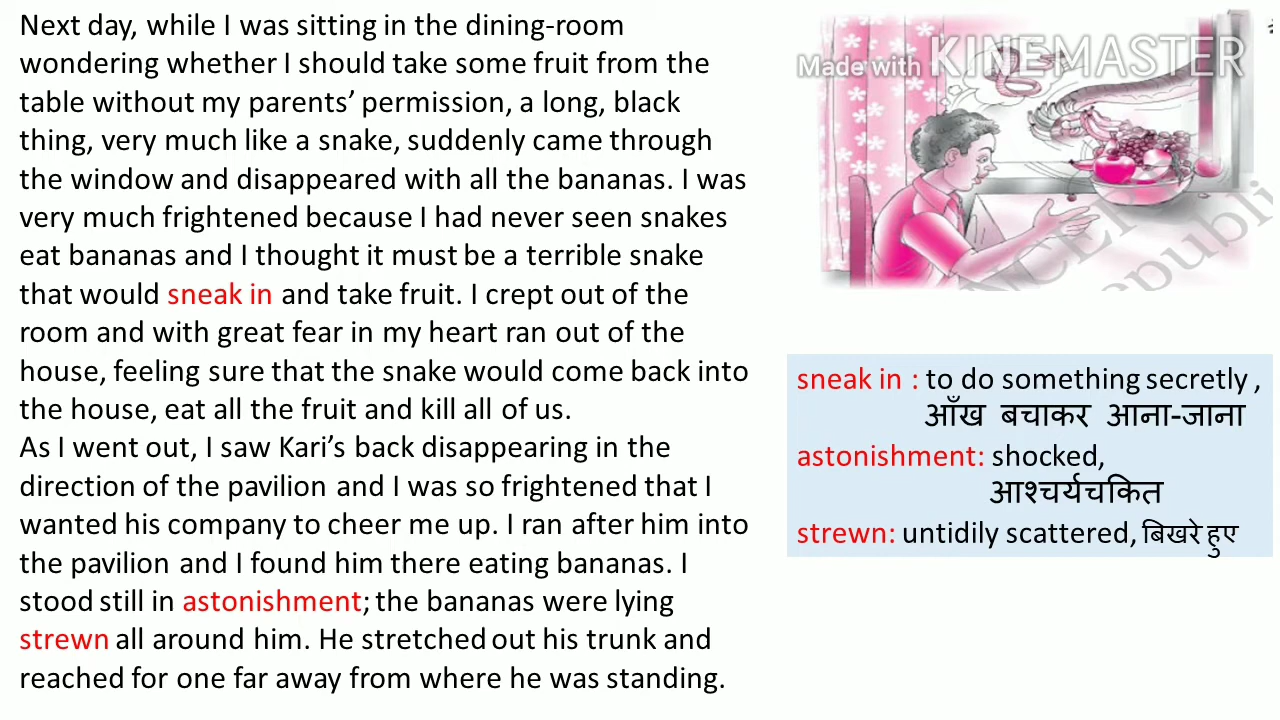 Next day, while I was sitting in the dining-room
wondering whether I should take some fruit from the
table without my parents’ permission, a long, black
thing, very much like a snake, suddenly came through
the window and disappeared with all the bananas. I was
very much frightened because I had never seen snakes
eat bananas and I thought it must be a terrible snake
that would sneak in and take fruit. I crept out of the
room and with great fear in my heart ran out of the
house, feeling sure that the snake would come back into
the house, eat all the fruit and kill all of us.
As I went out, I saw Kari’s back disappearing in the
direction of the pavilion and I was so frightened that I
wanted his company to cheer me up. I ran after him into
the pavilion and I found him there eating bananas. I
stood still in astonishment; the bananas were lying
strewn all around him. He stretched out his trunk and
reached for one far away from where he was standing.
Made with KINEMASTER
sneak in : to do something secretly ,
आँख बचाकर आना-जाना
astonishment: shocked,
आश्चर्यचकित
strewn: untidily scattered, बिखरे हुए